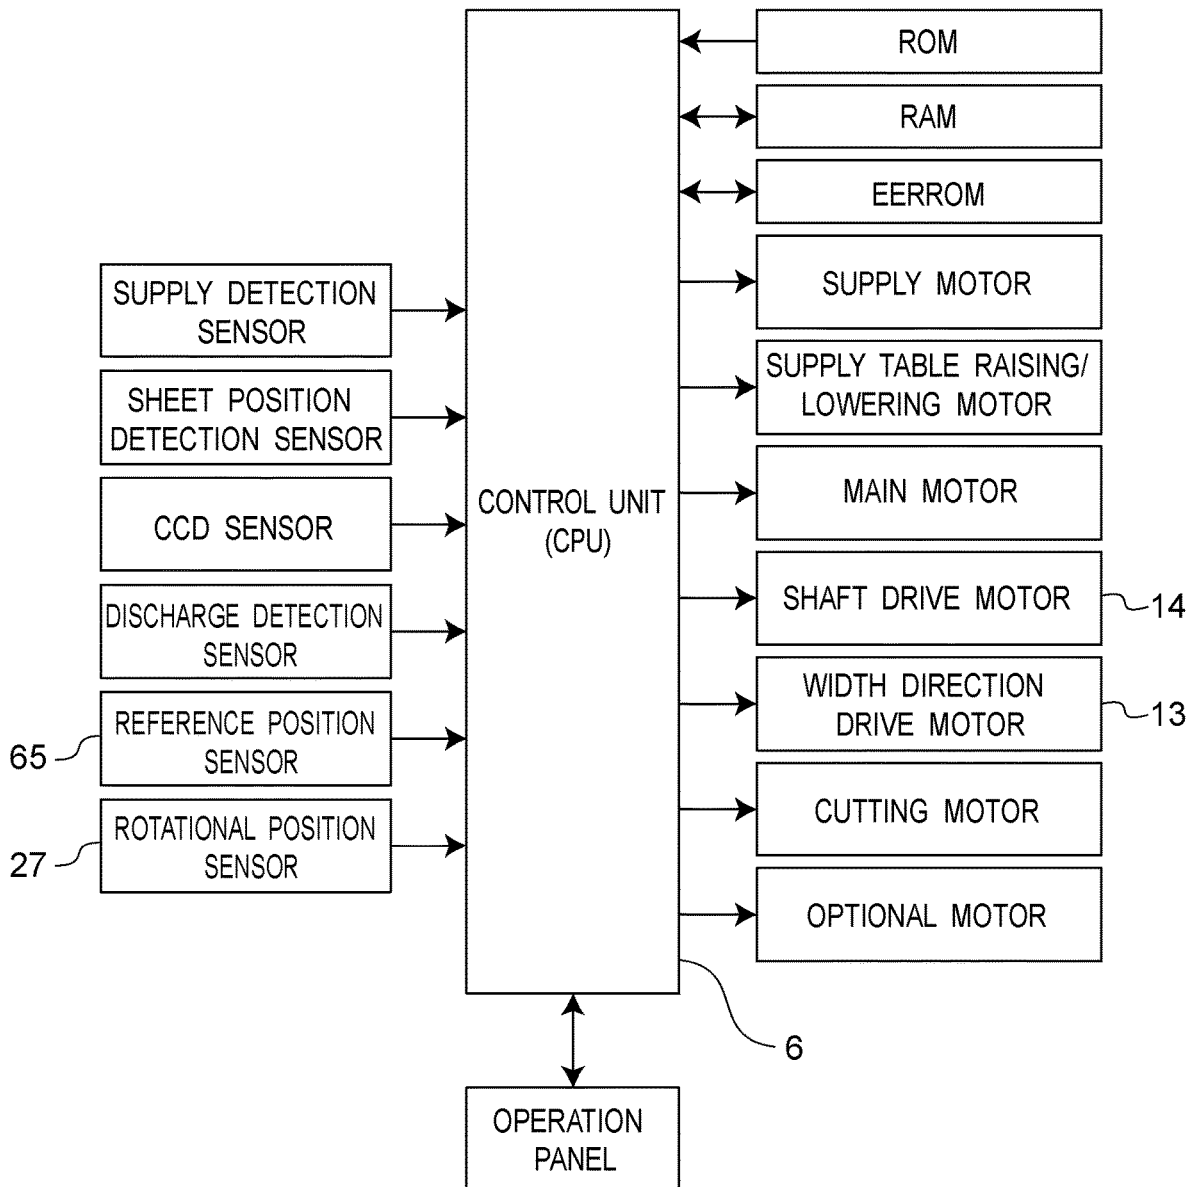 ROM
RAM
EERROM
SUPPLY MOTOR
SUPPLY TABLE RAISING/
LOWERING MOTOR
MAIN MOTOR
SHAFT DRIVE MOTOR
14
WIDTH DIRECTION
DRIVE MOTOR
13
CUTTING MOTOR
OPTIONAL MOTOR
SUPPLY DETECTION
SENSOR
SHEET POSITION
DETECTION SENSOR
CCD SENSOR
DISCHARGE DETECTION
SENSOR
REFERENCE POSITION
SENSOR
65
ROTATIONAL POSITION
SENSOR
27
CONTROL UNIT
(CPU)
6
OPERATION
PANEL